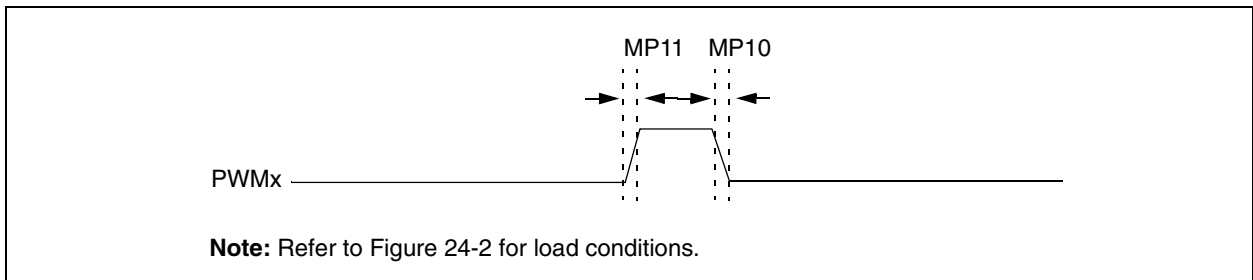 MP11 MP10
PWMx
Note: Refer to Figure 24-2 for load conditions.